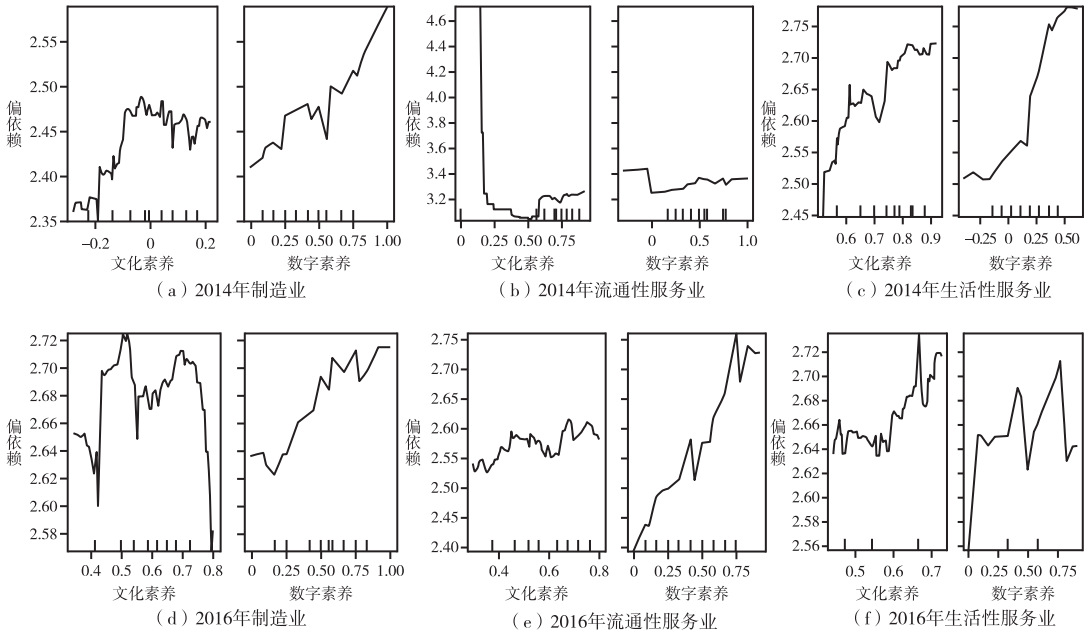 2.55
2.50
2.45
2.40
2.35
偏依赖
−0.2 0 0.2
0 0.25 0.50 0.75 1.00
文化素养 数字素养
（a）2014年制造业
4.6
4.4
4.2
4.0
3.8
3.6
3.4
3.2
偏依赖
0 0.25 0.50 0.75
0 0.5 1.0
文化素养 数字素养
（b）2014年流通性服务业
2.75
2.70
2.65
2.60
2.55
2.50
2.45
偏依赖
0.6 0.7 0.8 0.9
−0.25 0 0.25 0.50
文化素养 数字素养
（c）2014年生活性服务业
2.72
2.70
2.68
2.66
2.64
2.62
2.60
2.58
偏依赖
0.4 0.5 0.6 0.7 0.8
0 0.25 0.50 0.75 1.00
文化素养 数字素养
（d）2016年制造业
2.75
2.70
2.65
2.60
2.55
2.50
2.45
2.40
偏依赖
0.4 0.6 0.8
0 0.25 0.50 0.75
文化素养 数字素养
（e）2016年流通性服务业
2.72
2.70
2.68
2.66
2.64
2.62
2.60
2.58
2.56
偏依赖
0.5 0.6 0.7
0 0.25 0.50 0.75
文化素养 数字素养
（f）2016年生活性服务业